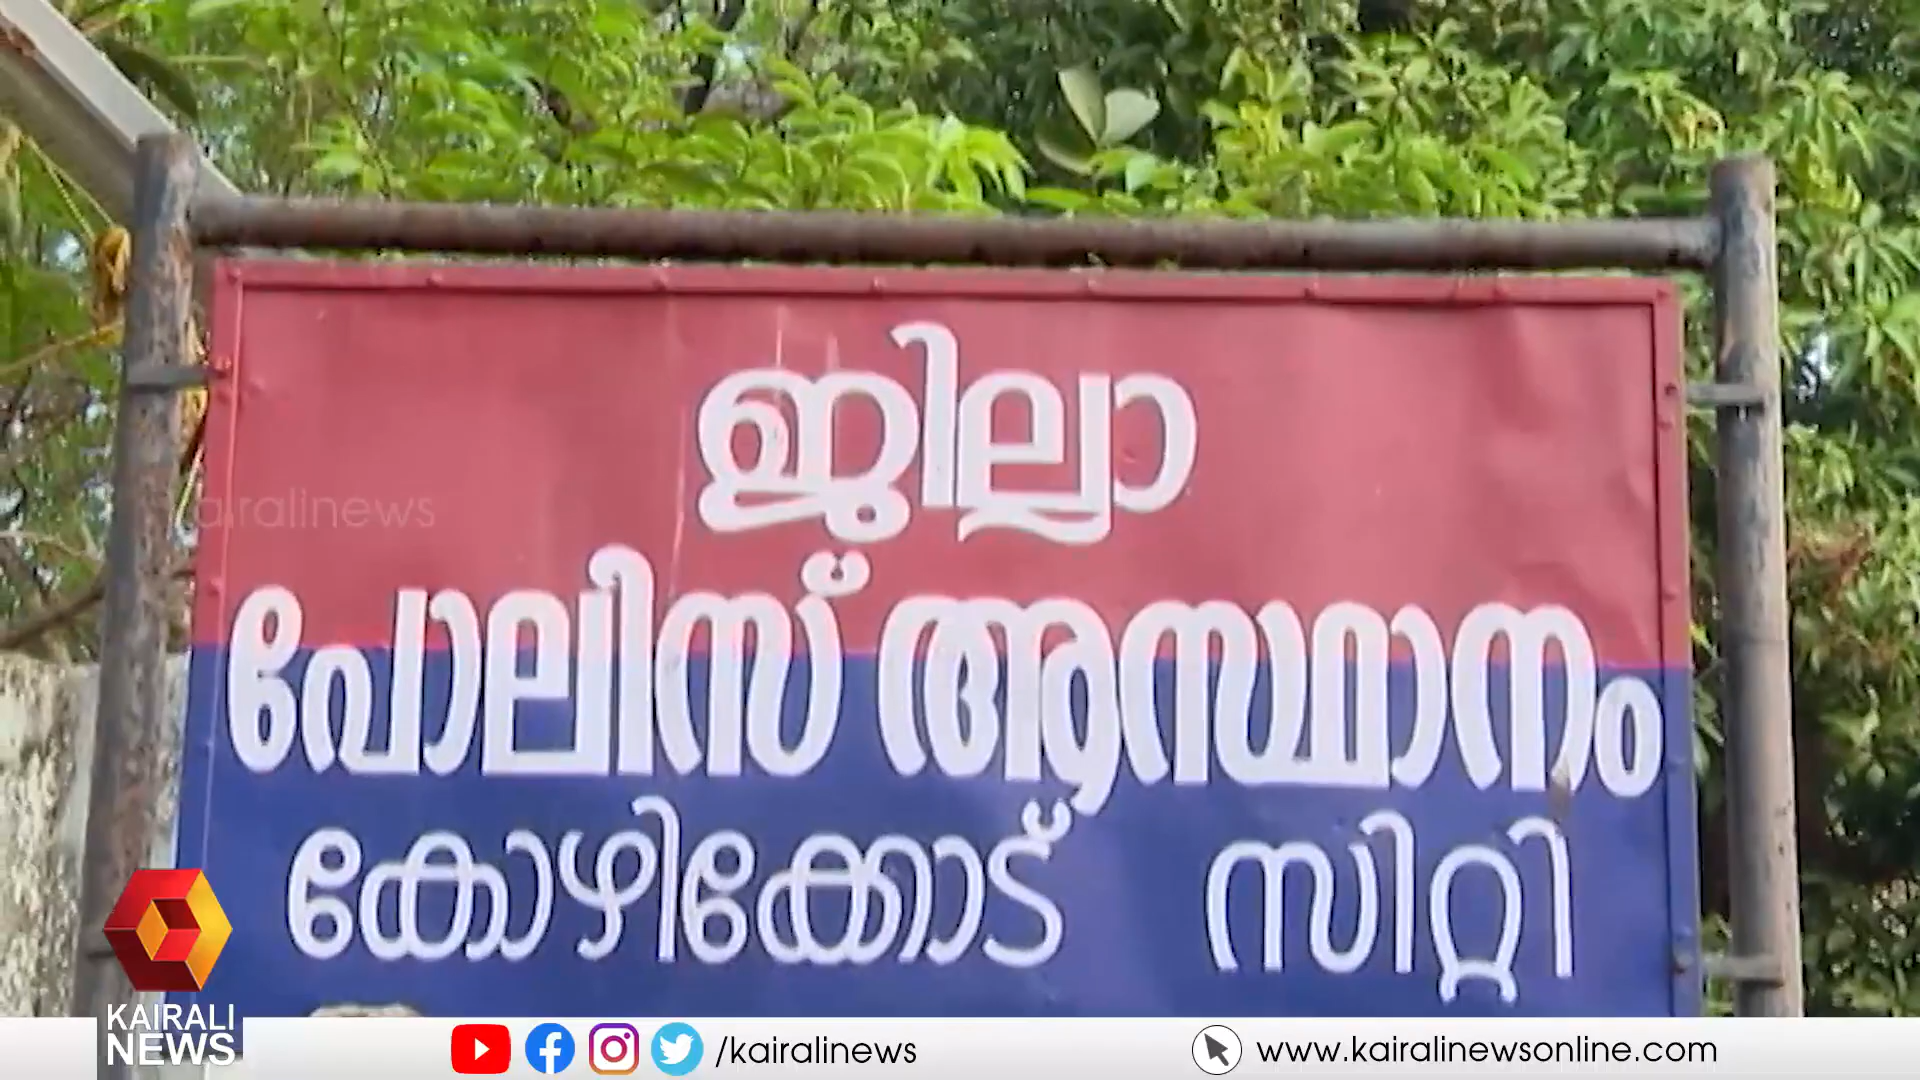 ജില്ലാ
പോലിസ് ആസ്ഥാനം
കോഴിക്കോട് സിറ്റി
kairalinews
KAIRALI
NEWS
/kairalinews
www.kairalinewsonline.com